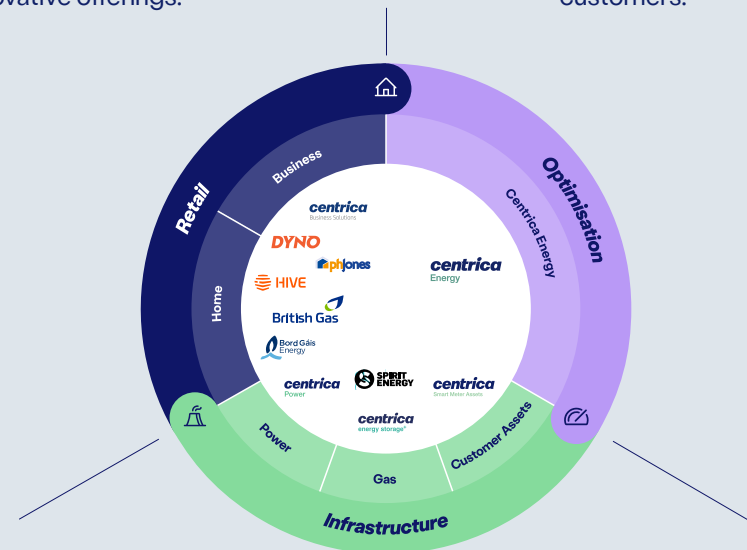 ovative offerings.
customers.
Retail
Business
Home
Optimisation
Centrica Energy
centrica
Business Solutions
DYNO
phjones
HIVE
British Gas
Bord Gáis
Energy
centrica
Energy
centrica
Power
SPIRIT
ENERGY
centrica
Smart Meter Assets
centrica
energy storage+
Power
Gas
Customer Assets
Infrastructure